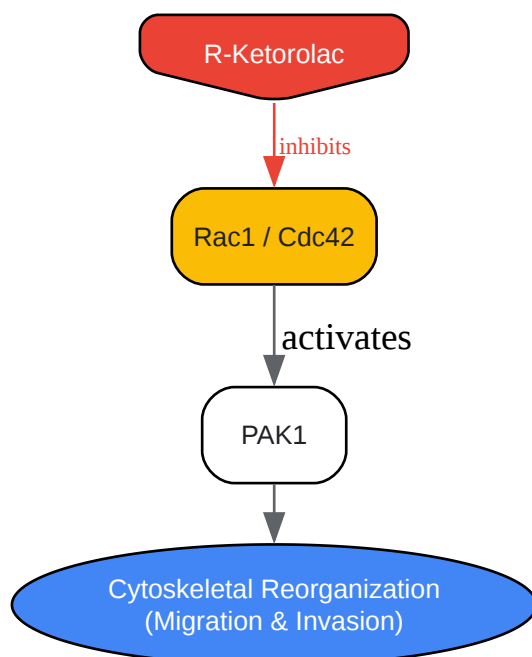 R-Ketorolac
inhibits
Rac1 / Cdc42
activates
PAK1
Cytoskeletal Reorganization
(Migration & Invasion)